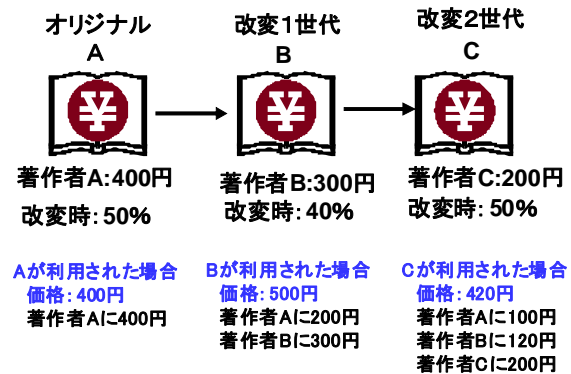 オリジナル
A
¥
著作者A:400円
改変時:50%
Aが利用された場合
価格:400円
著作者Aに400円
改変1世代
B
¥
著作者B:300円
改変時:40%
Bが利用された場合
価格:500円
著作者Aに200円
著作者Bに300円
改変2世代
C
¥
著作者C:200円
改変時:50%
Cが利用された場合
価格:420円
著作者Aに100円
著作者Bに120円
著作者Cに200円